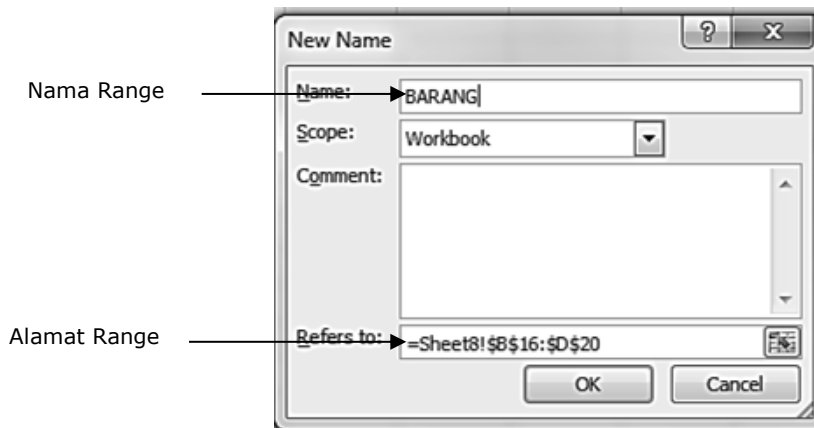 New Name
Nama Range
Name:
BARANG
Scope:
Workbook
Comment:
Alamat Range
Refers to:
=Sheet8!$B$16:$D$20
OK
Cancel